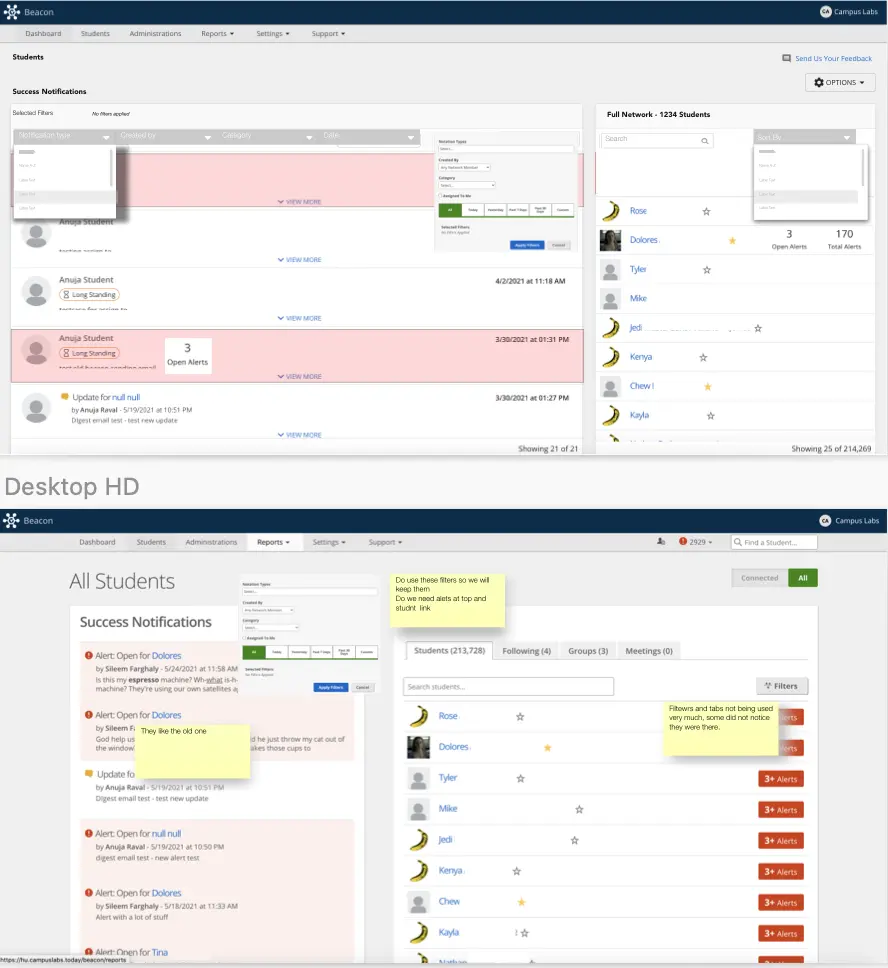 Beacon
CA Campus Labs
Dashboard Students Administrations Reports Settings Support
Students
Send Us Your Feedback
OPTIONS
Success Notifications
Selected Filters No filters applied
Full Network - 1234 Students
Notification type Created by Category Date
Search
Sort By
Notation Types
Select...
Created By
Any Network Member
Category
Select...
Assigned To Me
All Today Yesterday Past 7 Days Past 30 Days Custom
Selected Filters
No Filters Applied
Apply Filters Cancel
VIEW MORE
Anuja Student
VIEW MORE
Anuja Student
4/2/2021 at 11:18 AM
Long Standing
VIEW MORE
Anuja Student
3/30/2021 at 01:31 PM
Long Standing
3
Open Alerts
VIEW MORE
Update for null null
3/30/2021 at 01:27 PM
by Anuja Raval - 5/19/2021 at 10:51 PM
Digest email test - test new update
VIEW MORE
Showing 21 of 21
Rose
Dolores
3
Open Alerts
170
Total Alerts
Tyler
Mike
Jedi
Kenya
Chew
Kayla
Showing 25 of 214,269
Desktop HD
Beacon
CA Campus Labs
Dashboard Students Administrations Reports Settings Support
2929
Find a Student...
All Students
Connected All
Do use these filters so we will
keep them
Do we need alets at top and
studnt link
Success Notifications
Notation Types
Select...
Created By
Any Network Member
Category
Select...
Assigned To Me
All Today Yesterday Past 7 Days Past 30 Days Custom
Selected Filters
No Filters Applied
Apply Filters Cancel
Alert: Open for Dolores
by Sileem Farghaly - 5/24/2021 at 11:58 AM
Is this my espresso machine? Wh-what is-h
machine? They're using our own satellites ag
Alert: Open for Dolores
by Sileem F
God help us
the window?
They like the old one
d he just throw my cat out of
akes those cups to
Update fo
by Anuja Raval - 5/19/2021 at 10:51 PM
Digest email test - test new update
Alert: Open for null null
by Anuja Raval - 5/19/2021 at 10:50 PM
digest email test - new alert test
Alert: Open for Dolores
by Sileem Farghaly - 5/18/2021 at 11:33 AM
Alert with a lot of stuff
Alert: Open for Tina
https://hu.campuslabs.today/beacon/reports
Students (213,728) Following (4) Groups (3) Meetings (0)
Search students...
Filters
Filtewrs and tabs not being used
very much, some did not notice
they were there.
Rose
erts
Dolores
erts
Tyler
3+ Alerts
Mike
3+ Alerts
Jedi
3+ Alerts
Kenya
3+ Alerts
Chew
3+ Alerts
Kayla
3+ Alerts
Nathan